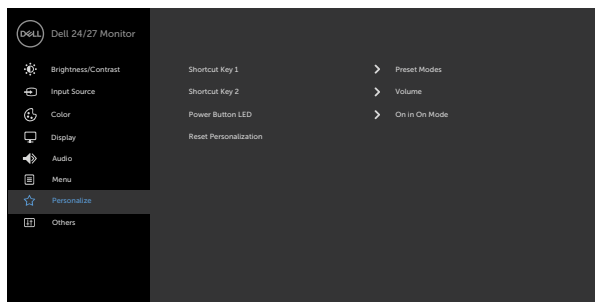 DELL Dell 24/27 Monitor
Brightness/Contrast
Input Source
Color
Display
Audio
Menu
Personalize
Others
Shortcut Key 1 Preset Modes
Shortcut Key 2 Volume
Power Button LED On in On Mode
Reset Personalization